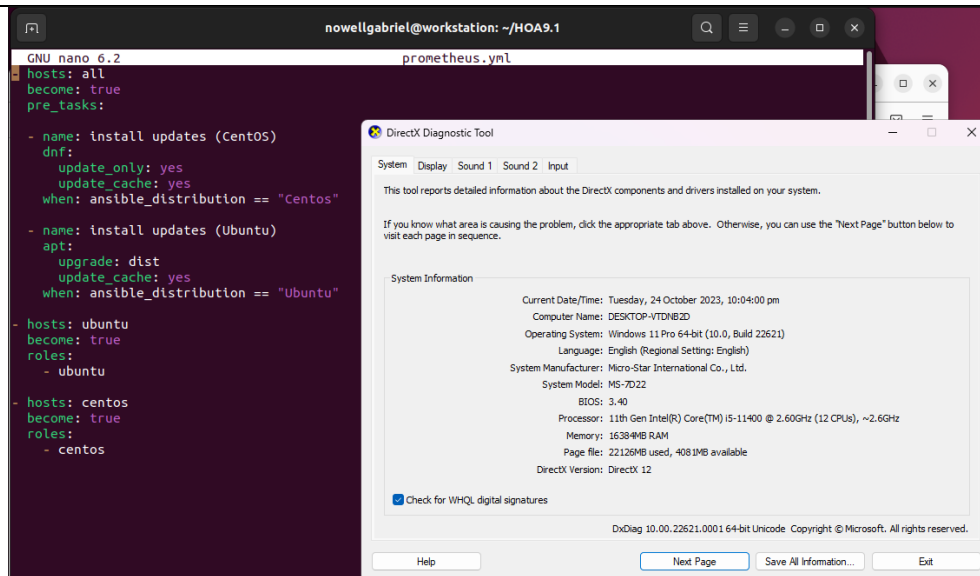 nowellgabriel@workstation: ~/HOA9.1
GNU nano 6.2 prometheus.yml
- hosts: all
become: true
pre_tasks:
- name: install updates (CentOS)
dnf:
update_only: yes
update_cache: yes
when: ansible_distribution == "Centos"
- name: install updates (Ubuntu)
apt:
upgrade: dist
update_cache: yes
when: ansible_distribution == "Ubuntu"
- hosts: ubuntu
become: true
roles:
- ubuntu
- hosts: centos
become: true
roles:
- centos
DirectX Diagnostic Tool
System Display Sound 1 Sound 2 Input
This tool reports detailed information about the DirectX components and drivers installed on your system.
If you know what area is causing the problem, click the appropriate tab above. Otherwise, you can use the "Next Page" button below to
visit each page in sequence.
System Information
Current Date/Time: Tuesday, 24 October 2023, 10:04:00 pm
Computer Name: DESKTOP-VTDNB2D
Operating System: Windows 11 Pro 64-bit (10.0, Build 22621)
Language: English (Regional Setting: English)
System Manufacturer: Micro-Star International Co., Ltd.
System Model: MS-7D22
BIOS: 3.40
Processor: 11th Gen Intel(R) Core(TM) i5-11400 @ 2.60GHz (12 CPUs), ~2.6GHz
Memory: 16384MB RAM
Page file: 22126MB used, 4081MB available
DirectX Version: DirectX 12
Check for WHQL digital signatures
DxDiag 10.00.22621.0001 64-bit Unicode Copyright © Microsoft. All rights reserved.
Help Next Page Save All Information... Exit